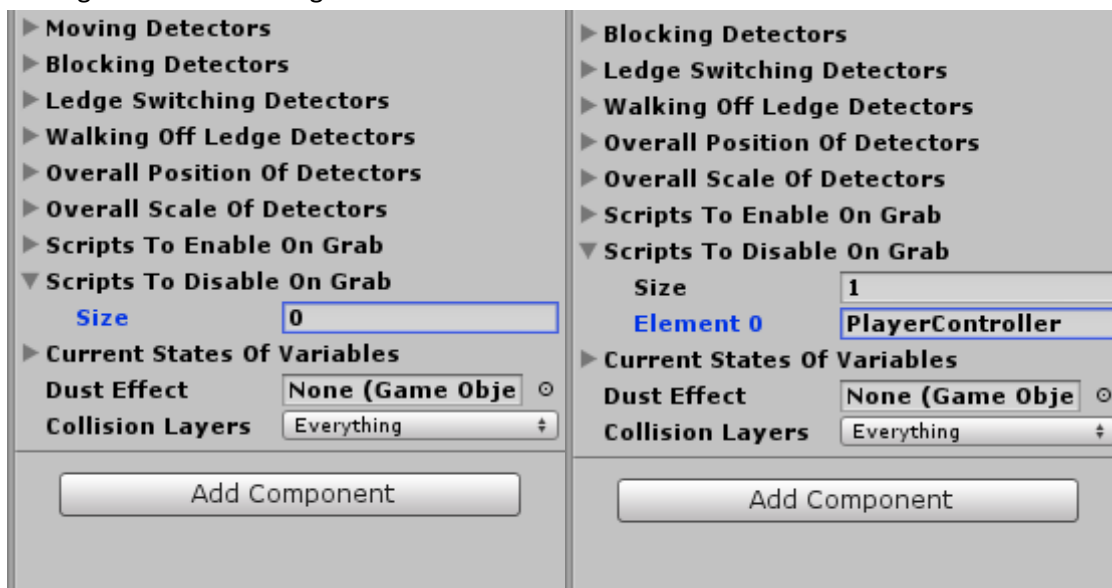 Moving Detectors
Blocking Detectors
Ledge Switching Detectors
Walking Off Ledge Detectors
Overall Position Of Detectors
Overall Scale Of Detectors
Scripts To Enable On Grab
Scripts To Disable On Grab
Size 0
Current States Of Variables
Dust Effect None (Game Obje
Collision Layers Everything
Add Component
Blocking Detectors
Ledge Switching Detectors
Walking Off Ledge Detectors
Overall Position Of Detectors
Overall Scale Of Detectors
Scripts To Enable On Grab
Scripts To Disable On Grab
Size 1
Element 0 PlayerController
Current States Of Variables
Dust Effect None (Game Obje
Collision Layers Everything
Add Component